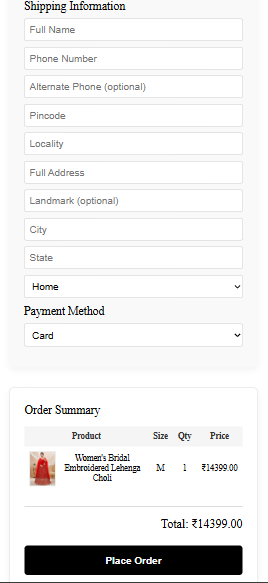 Shipping Information
Full Name
Phone Number
Alternate Phone (optional)
Pincode
Locality
Full Address
Landmark (optional)
City
State
Home
Payment Method
Card
Order Summary
Product Size Qty Price
Women's Bridal
Embroidered Lehenga M 1 ₹14399.00
Choli
Total: ₹14399.00
Place Order